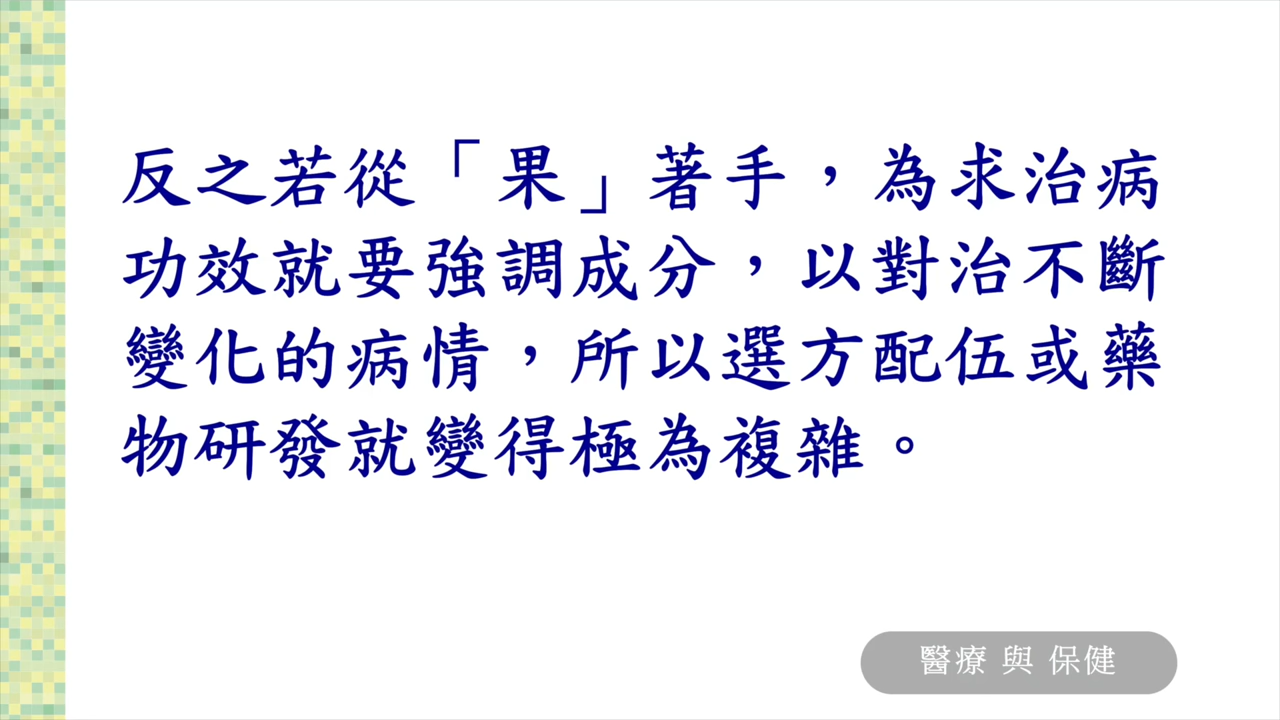 反之若從「果」著手，為求治病
功效就要強調成分，以對治不斷
變化的病情，所以選方配伍或藥
物研發就變得極為複雜。
醫療 與 保健